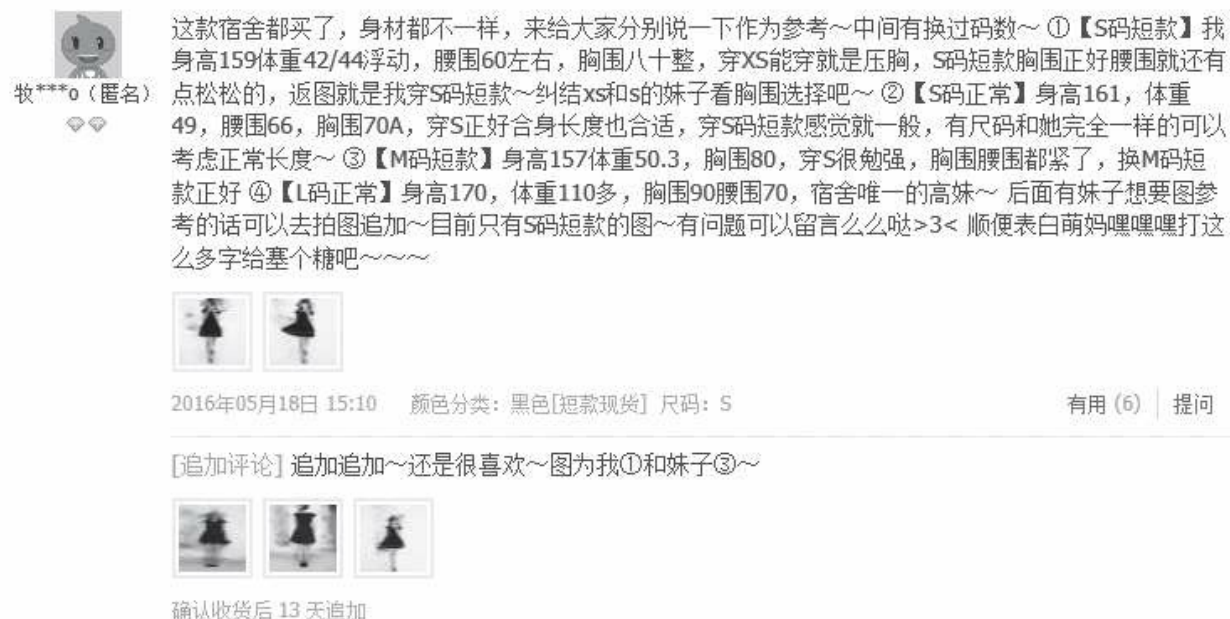 这款宿舍都买了，身材都不一样，来给大家分别说一下作为参考～中间有换过码数～ ①【S码短款】我
身高159体重42/44浮动，腰围60左右，胸围八十整，穿XS能穿就是压胸，S码短款胸围正好腰围就还有
牧***o（匿名）
点松松的，返图就是我穿S码短款～纠结xs和s的妹子看胸围选择吧～ ②【S码正常】身高161，体重
49，腰围66，胸围70A，穿S正好合身长度也合适，穿S码短款感觉就一般，有尺码和她完全一样的可以
考虑正常长度～ ③【M码短款】身高157体重50.3，胸围80，穿S很勉强，胸围腰围都紧了，换M码短
款正好 ④【L码正常】身高170，体重110多，胸围90腰围70，宿舍唯一的高妹～ 后面有妹子想要图参
考的话可以去拍图追加～目前只有S码短款的图～有问题可以留言么么哒>3< 顺便表白萌妈嘿嘿嘿打这
么多字给塞个糖吧～～～
2016年05月18日 15:10 颜色分类：黑色[短款现货] 尺码：S 有用 (6) 提问
[追加评论] 追加追加～还是很喜欢～图为我①和妹子③～
确认收货后 13 天追加